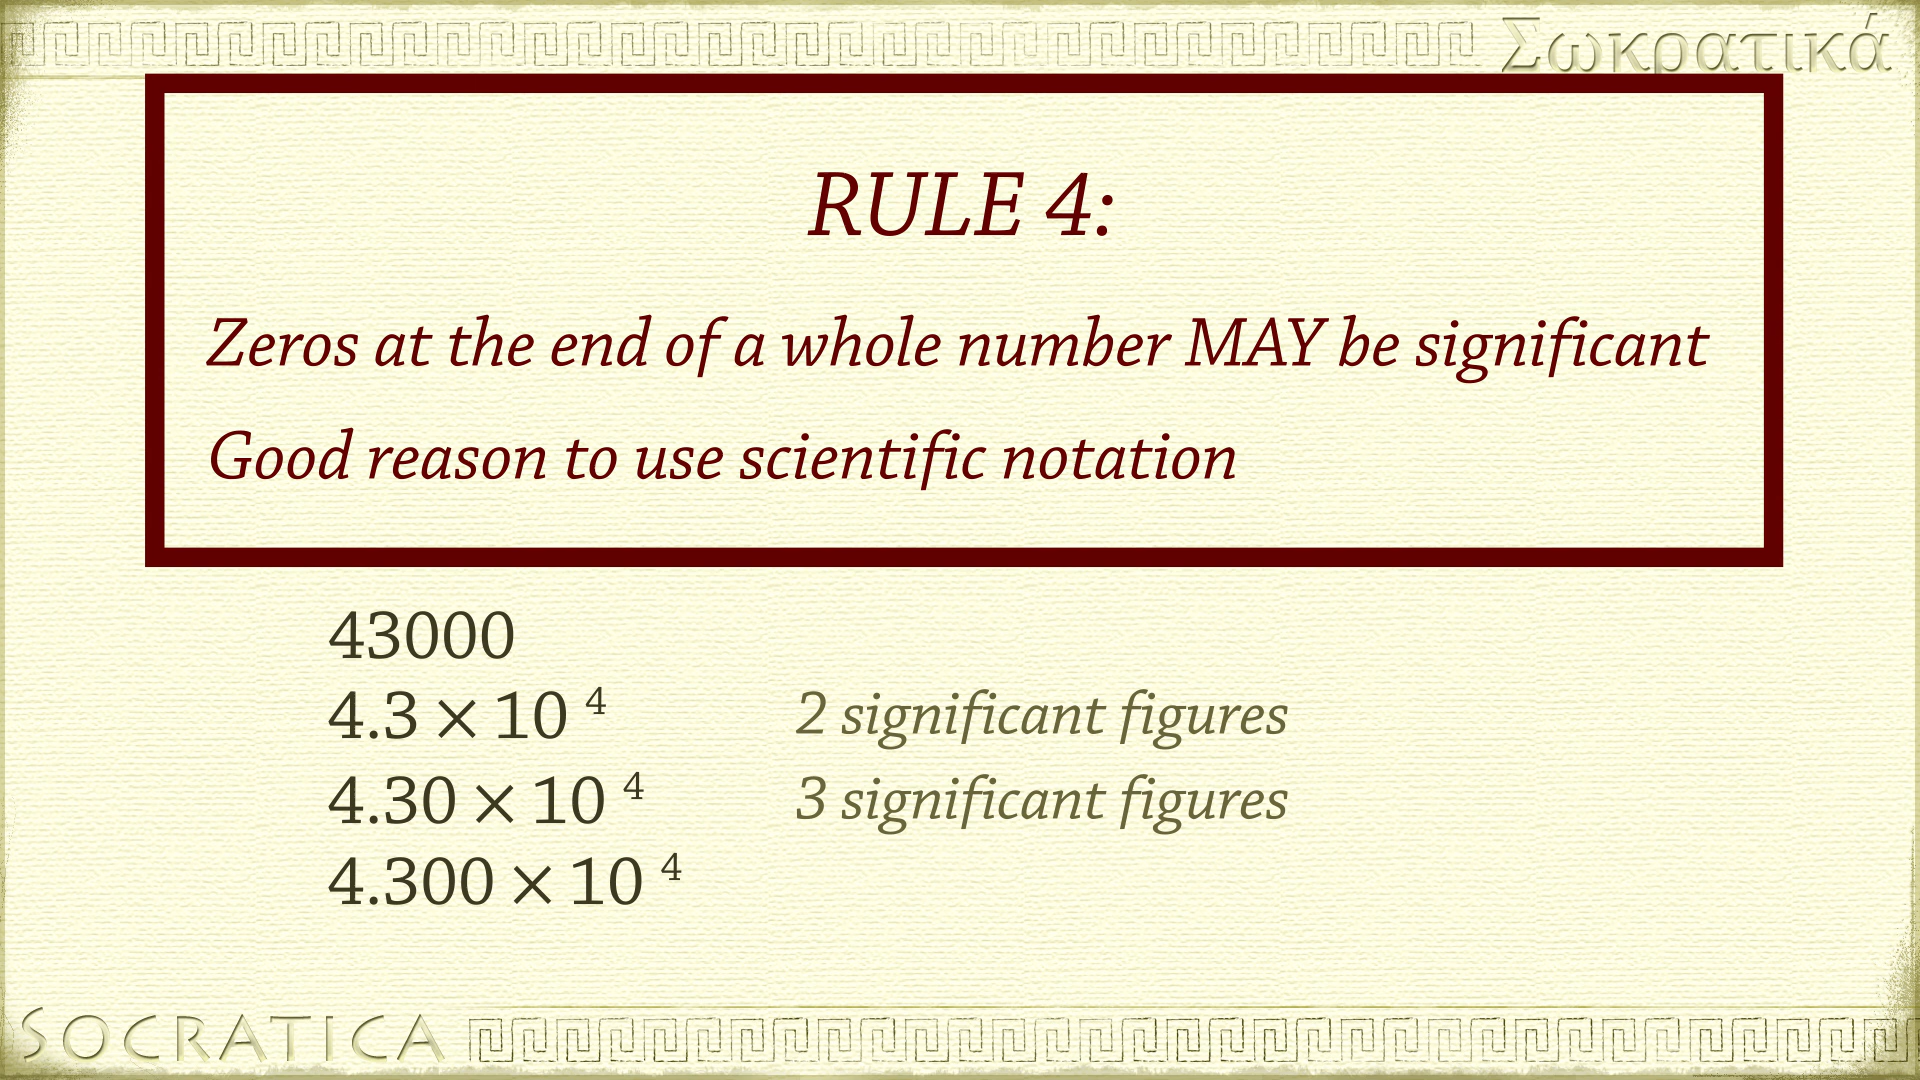 Σωκρατικά
RULE 4:
Zeros at the end of a whole number MAY be significant
Good reason to use scientific notation
43000
4.3 × 10 ⁴ 2 significant figures
4.30 × 10 ⁴ 3 significant figures
4.300 × 10 ⁴
SOCRATICA